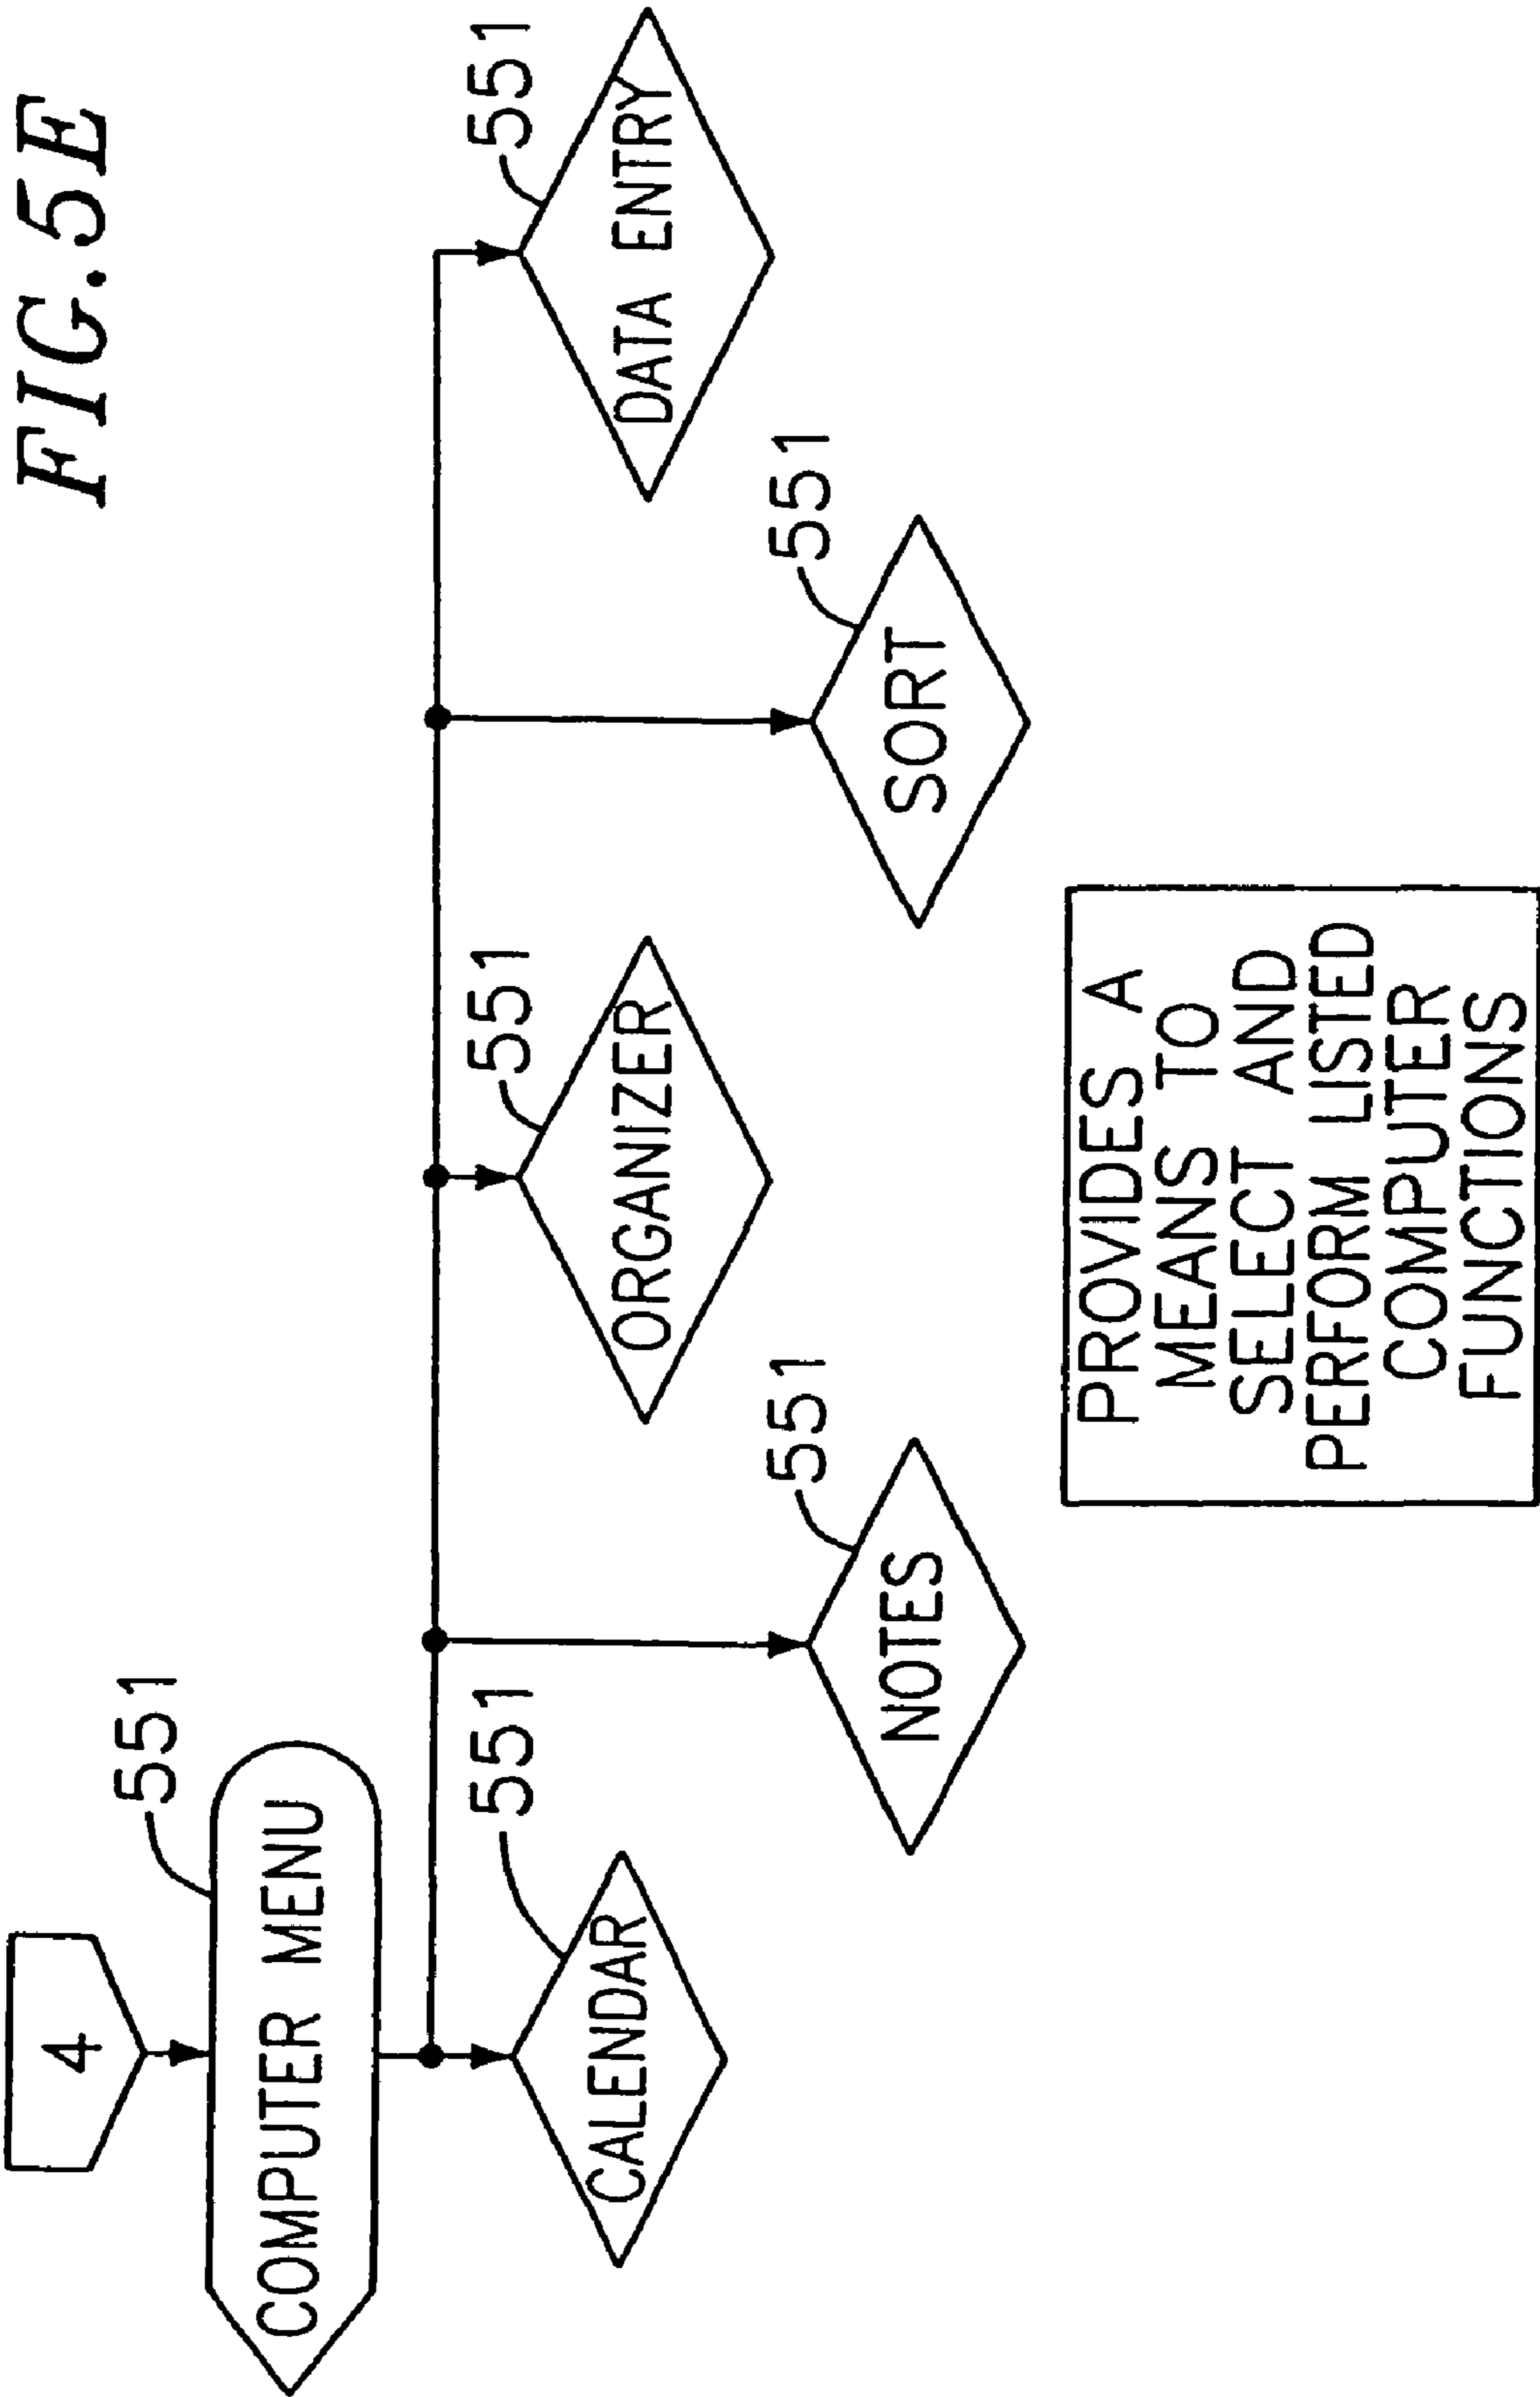 FIG.5E
4
551
COMPUTER MENU
551
551
551
CALENDAR
ORGANIZER
DATA ENTRY
551
551
NOTES
SORT
PROVIDES A
MEANS TO
SELECT AND
PERFORM LISTED
COMPUTER
FUNCTIONS